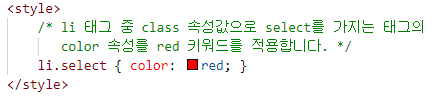 <style>
/* li 태그 중 class 속성값으로 select를 가지는 태그의
color 속성를 red 키워드를 적용합니다. */
li.select { color: red; }
</style>